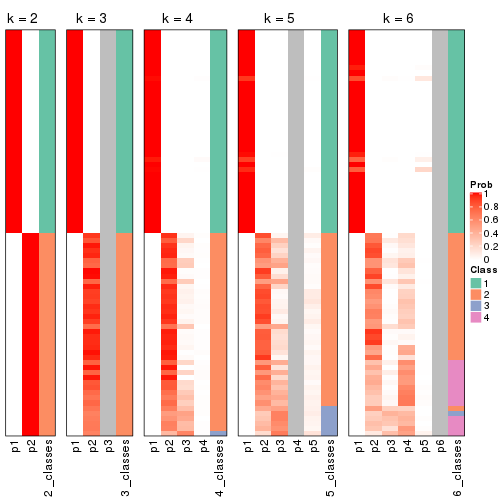 k = 2
k = 3
k = 4
k = 5
k = 6
Prob
1
0.8
0.6
0.4
0.2
0
Class
1
2
3
4
p1
p2
2_classes
p1
p2
p3
3_classes
p1
p2
p3
p4
4_classes
p1
p2
p3
p4
p5
5_classes
p1
p2
p3
p4
p5
p6
6_classes